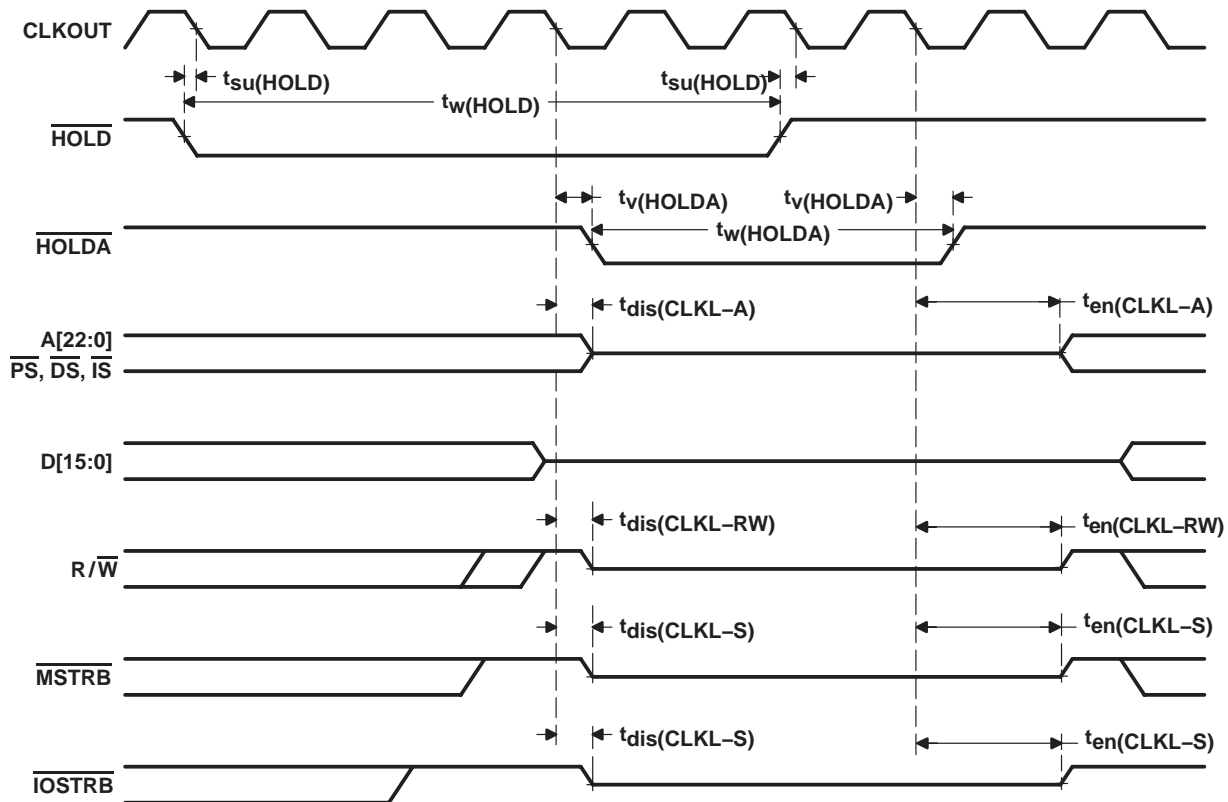 CLKOUT
tsu(HOLD)
tsu(HOLD)
tw(HOLD)
HOLD
tv(HOLDA)
tv(HOLDA)
tw(HOLDA)
HOLDA
tdis(CLKL–A)
ten(CLKL–A)
A[22:0]
PS, DS, IS
D[15:0]
tdis(CLKL–RW)
ten(CLKL–RW)
R/W
tdis(CLKL–S)
ten(CLKL–S)
MSTRB
tdis(CLKL–S)
ten(CLKL–S)
IOSTRB